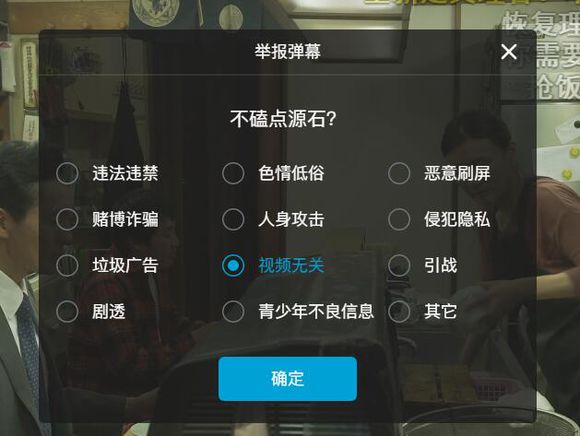 恢复理
你需要
抢饭
举报弹幕
不磕点源石?
违法违禁
色情低俗
恶意刷屏
赌博诈骗
人身攻击
侵犯隐私
垃圾广告
视频无关
引战
剧透
青少年不良信息
其它
确定